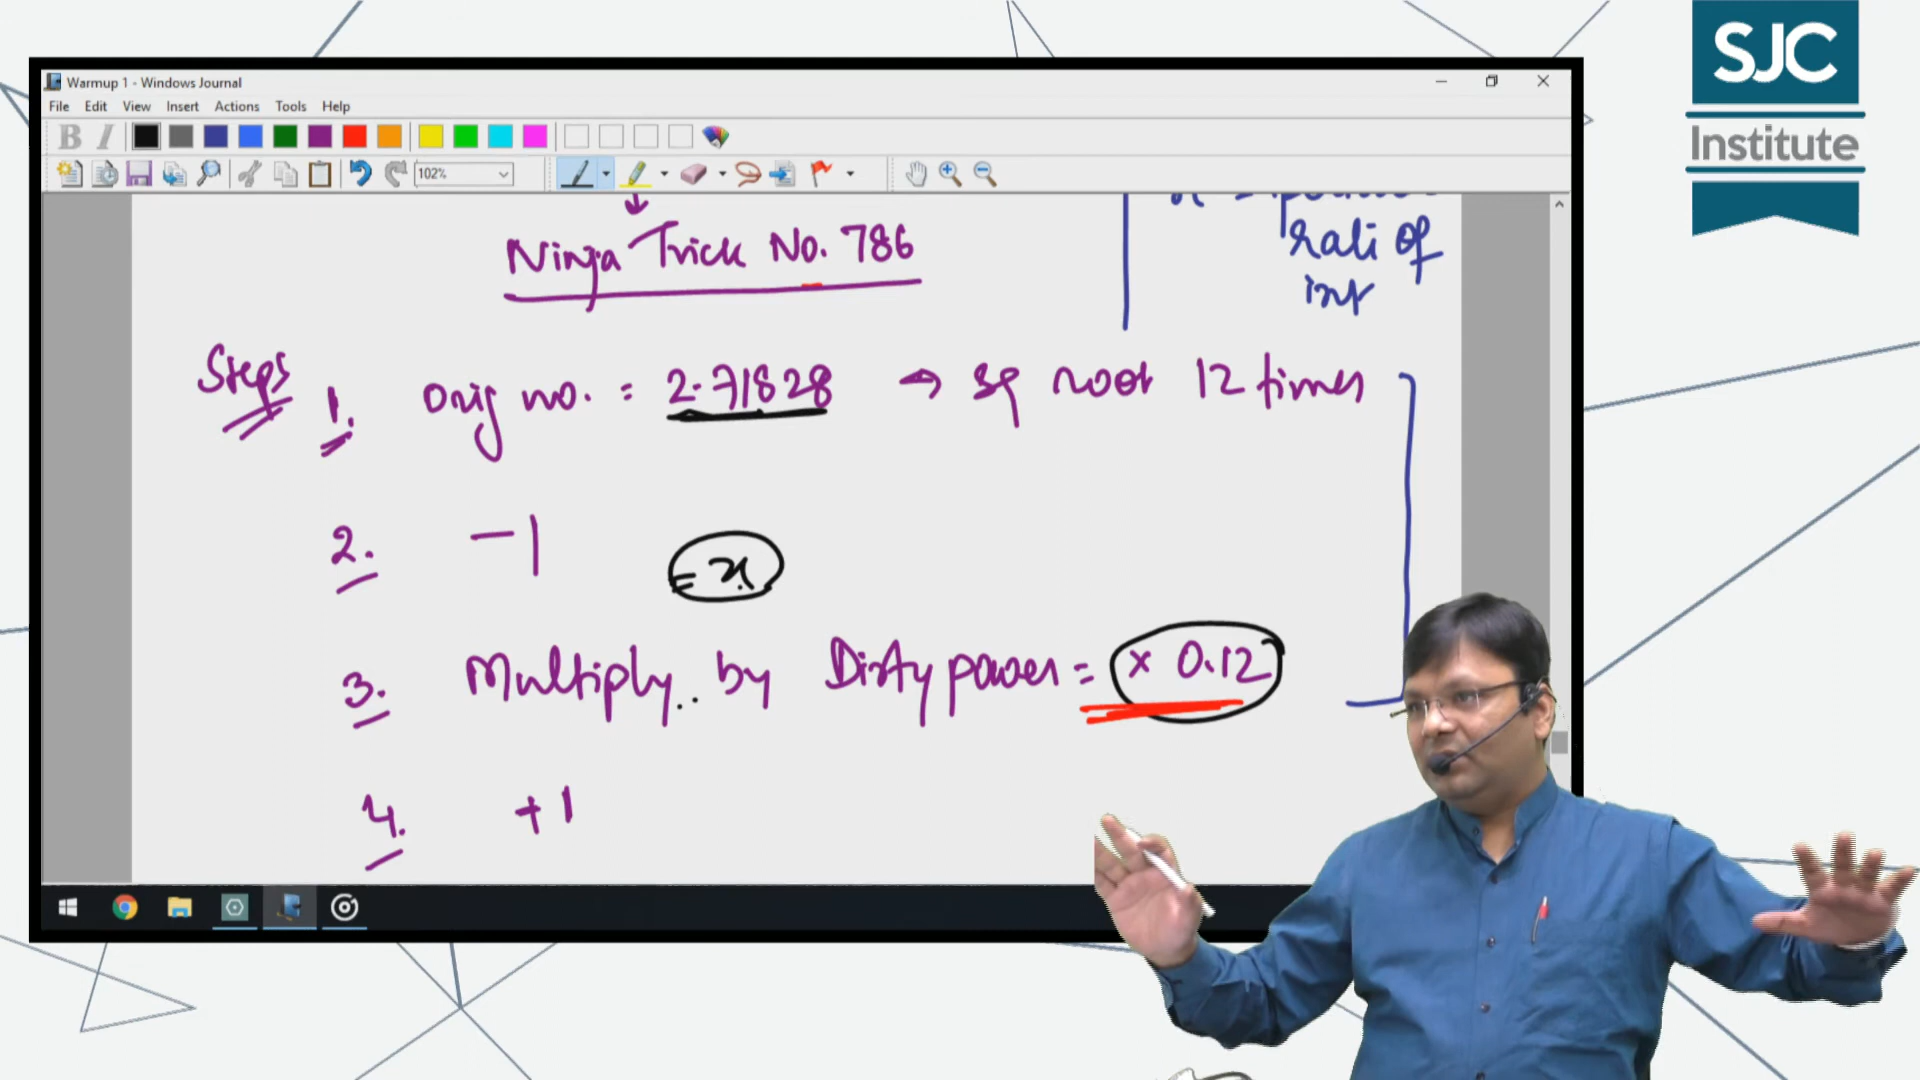 SJC
Institute
Warmup 1 - Windows Journal
File Edit View Insert Actions Tools Help
B I
102%
Ninja Trick No. 786
of
int
Steps
1. Orig no. = 2.71828 → Sq root 12 times
2. -1
= x
3. Multiply.. by Dirty power = × 0.12
4. +1